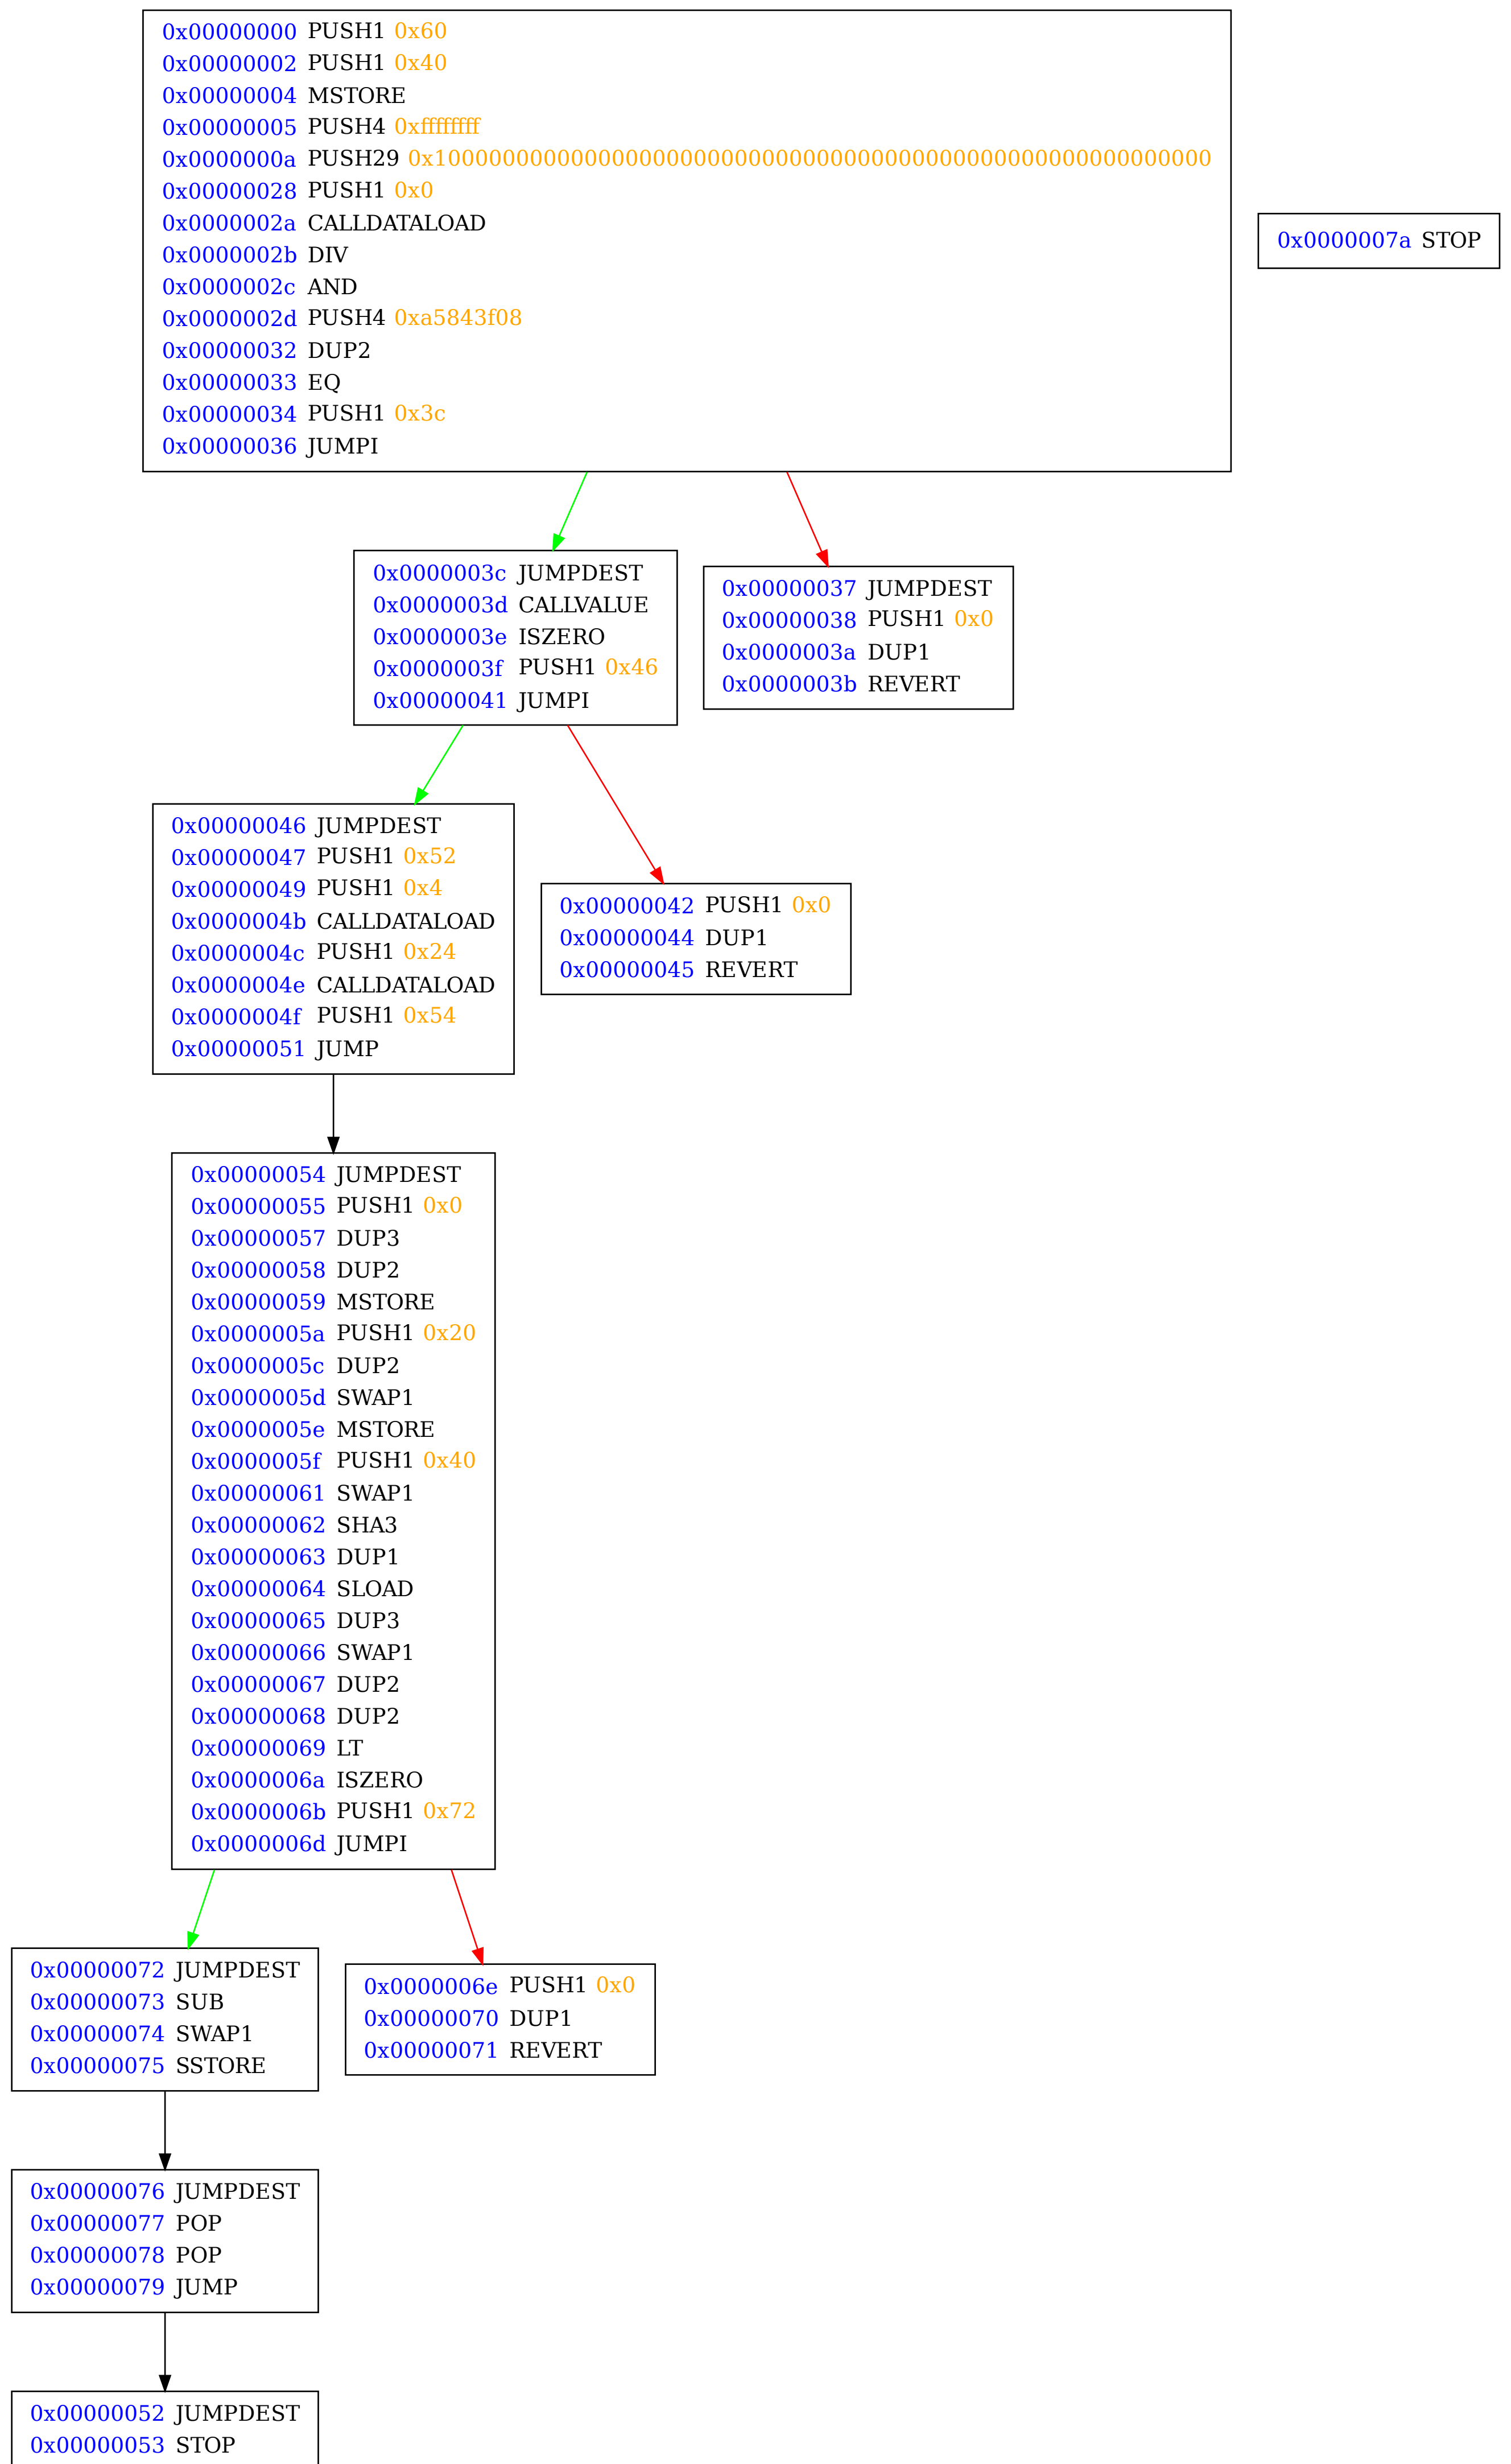 0x00000000 PUSH1 0x60
0x00000002 PUSH1 0x40
0x00000004 MSTORE
0x00000005 PUSH4 0xffffffff
0x0000000a PUSH29 0x100000000000000000000000000000000000000000000000000000000
0x00000028 PUSH1 0x0
0x0000002a CALLDATALOAD
0x0000002b DIV
0x0000002c AND
0x0000002d PUSH4 0xa5843f08
0x00000032 DUP2
0x00000033 EQ
0x00000034 PUSH1 0x3c
0x00000036 JUMPI
0x0000007a STOP
0x0000003c JUMPDEST
0x0000003d CALLVALUE
0x0000003e ISZERO
0x0000003f PUSH1 0x46
0x00000041 JUMPI
0x00000037 JUMPDEST
0x00000038 PUSH1 0x0
0x0000003a DUP1
0x0000003b REVERT
0x00000046 JUMPDEST
0x00000047 PUSH1 0x52
0x00000049 PUSH1 0x4
0x0000004b CALLDATALOAD
0x0000004c PUSH1 0x24
0x0000004e CALLDATALOAD
0x0000004f PUSH1 0x54
0x00000051 JUMP
0x00000042 PUSH1 0x0
0x00000044 DUP1
0x00000045 REVERT
0x00000054 JUMPDEST
0x00000055 PUSH1 0x0
0x00000057 DUP3
0x00000058 DUP2
0x00000059 MSTORE
0x0000005a PUSH1 0x20
0x0000005c DUP2
0x0000005d SWAP1
0x0000005e MSTORE
0x0000005f PUSH1 0x40
0x00000061 SWAP1
0x00000062 SHA3
0x00000063 DUP1
0x00000064 SLOAD
0x00000065 DUP3
0x00000066 SWAP1
0x00000067 DUP2
0x00000068 DUP2
0x00000069 LT
0x0000006a ISZERO
0x0000006b PUSH1 0x72
0x0000006d JUMPI
0x00000072 JUMPDEST
0x00000073 SUB
0x00000074 SWAP1
0x00000075 SSTORE
0x0000006e PUSH1 0x0
0x00000070 DUP1
0x00000071 REVERT
0x00000076 JUMPDEST
0x00000077 POP
0x00000078 POP
0x00000079 JUMP
0x00000052 JUMPDEST
0x00000053 STOP